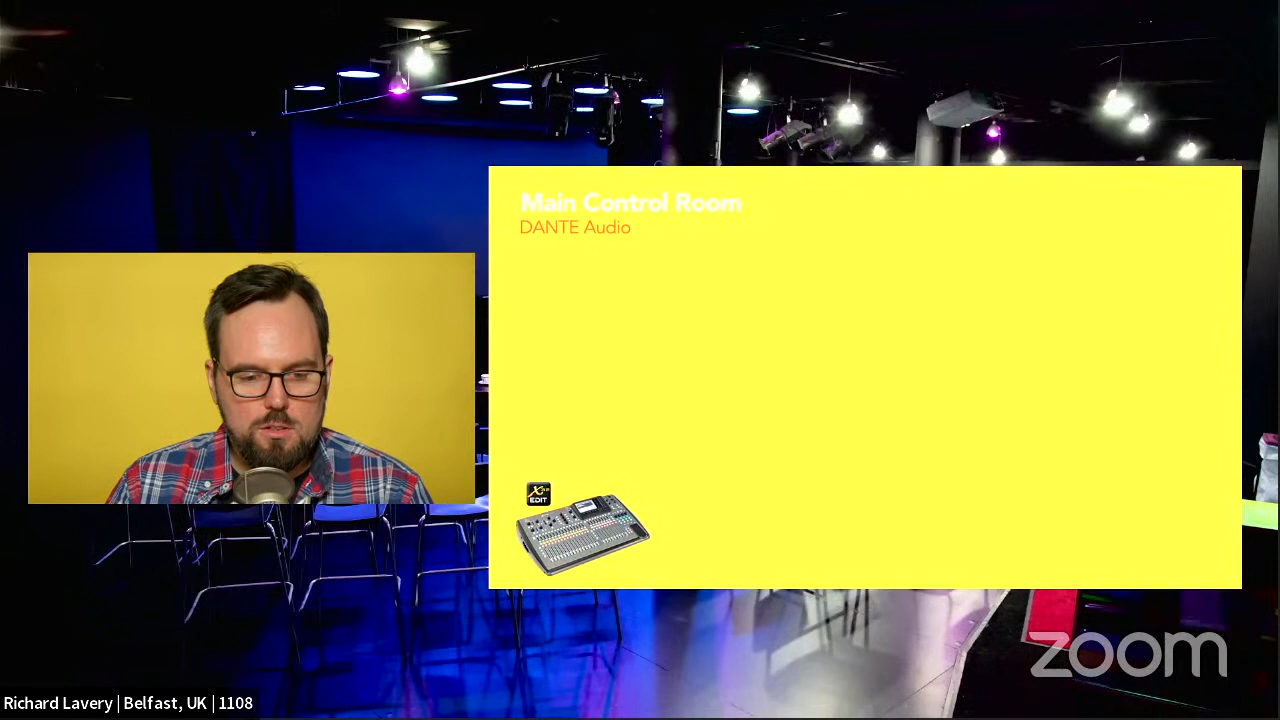 Main Control Room
DANTE Audio
X32
EDIT
zoom
Richard Lavery | Belfast, UK | 1108